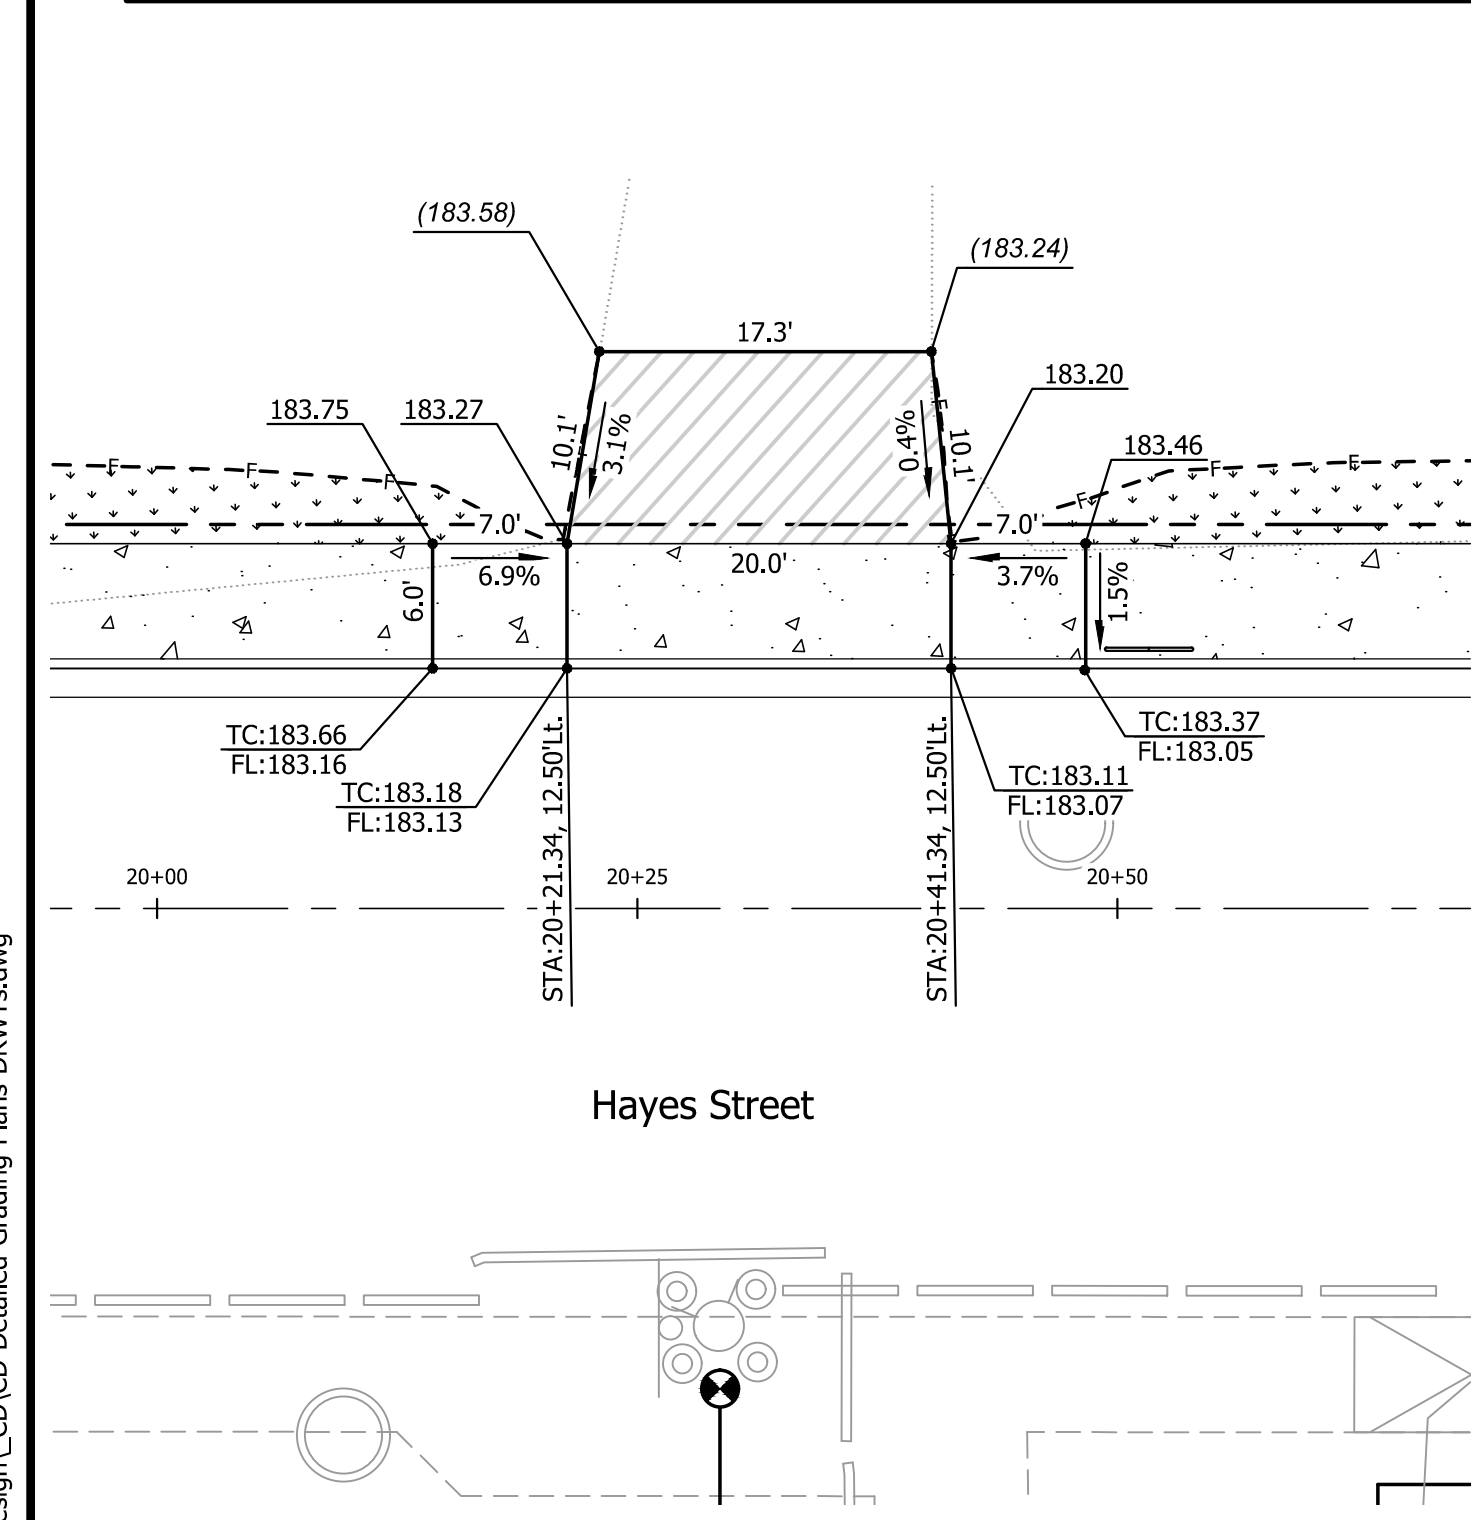 (183.58)
(183.24)
17.3'
183.20
183.75
183.27
10.1'
3.1%
0.4%
10.1'
183.46
F
F
F
F
F
F
F
7.0'
7.0'
6.9%
20.0'
3.7%
6.0'
1.5%
TC:183.66
FL:183.16
TC:183.18
FL:183.13
TC:183.37
FL:183.05
TC:183.11
FL:183.07
STA:20+21.34, 12.50'Lt.
STA:20+41.34, 12.50'Lt.
20+00
20+25
20+50
Hayes Street